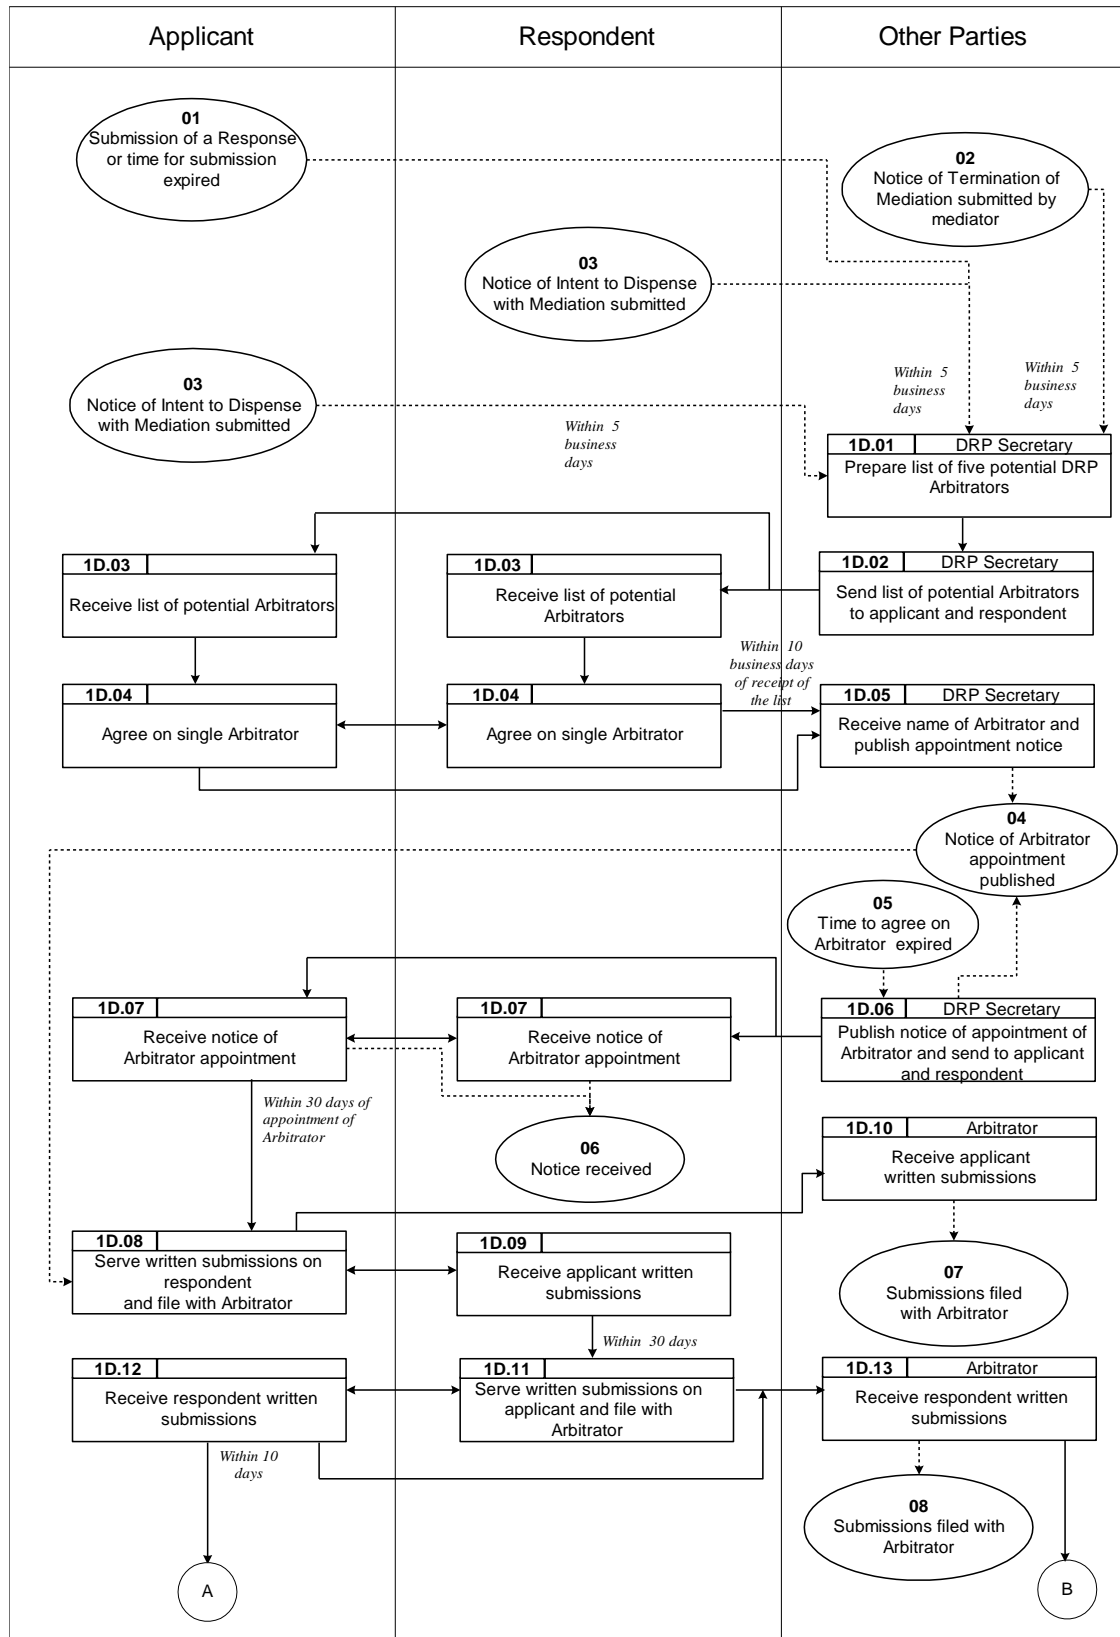 Applicant
Respondent
Other Parties
01
Submission of a Response
or time for submission
expired
02
Notice of Termination of
Mediation submitted by
mediator
03
Notice of Intent to Dispense
with Mediation submitted
03
Notice of Intent to Dispense
with Mediation submitted
Within 5
business
days
Within 5
business
days
Within 5
business
days
1D.01 DRP Secretary
Prepare list of five potential DRP
Arbitrators
1D.03
Receive list of potential Arbitrators
1D.03
Receive list of potential
Arbitrators
1D.02 DRP Secretary
Send list of potential Arbitrators
to applicant and respondent
Within 10
business days
of receipt of
the list
1D.04
Agree on single Arbitrator
1D.04
Agree on single Arbitrator
1D.05 DRP Secretary
Receive name of Arbitrator and
publish appointment notice
04
Notice of Arbitrator
appointment
published
05
Time to agree on
Arbitrator expired
1D.07
Receive notice of
Arbitrator appointment
1D.07
Receive notice of
Arbitrator appointment
1D.06 DRP Secretary
Publish notice of appointment of
Arbitrator and send to applicant
and respondent
Within 30 days of
appointment of
Arbitrator
06
Notice received
1D.10 Arbitrator
Receive applicant
written submissions
1D.08
Serve written submissions on
respondent
and file with Arbitrator
1D.09
Receive applicant written
submissions
07
Submissions filed
with Arbitrator
Within 30 days
1D.12
Receive respondent written
submissions
1D.11
Serve written submissions on
applicant and file with
Arbitrator
1D.13 Arbitrator
Receive respondent written
submissions
Within 10
days
08
Submissions filed with
Arbitrator
A
B